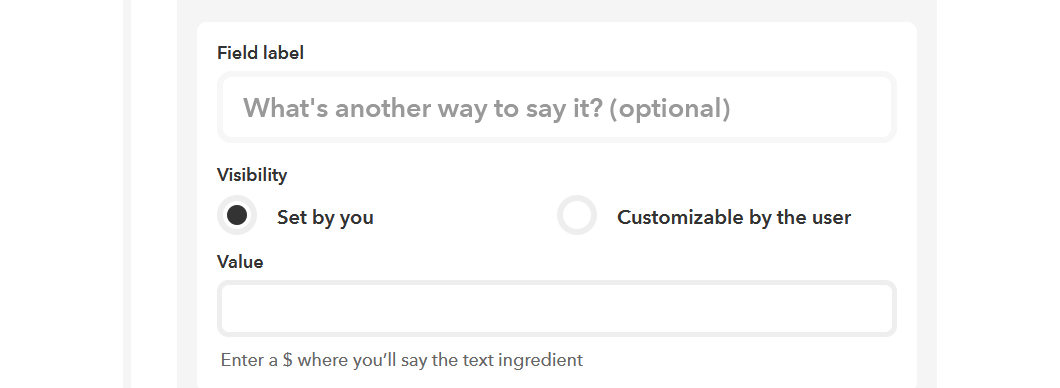 Field label
What's another way to say it? (optional)
Visibility
Set by you
Customizable by the user
Value
Enter a $ where you’ll say the text ingredient